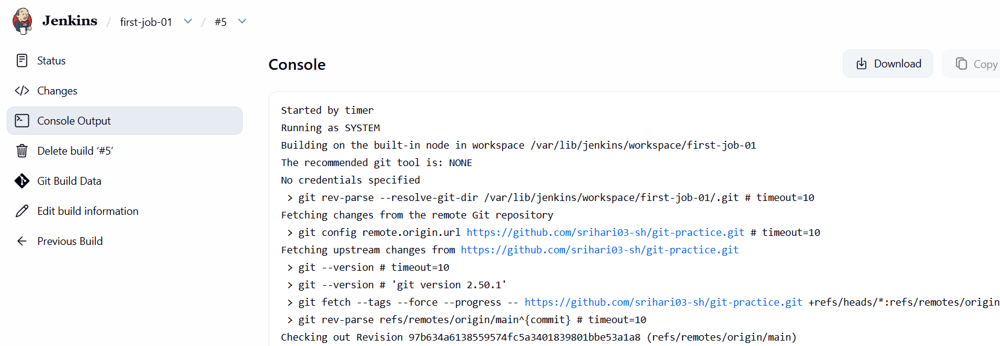 Jenkins / first-job-01 / #5
Status
Changes
Console Output
Delete build ‘#5’
Git Build Data
Edit build information
Previous Build
Console
Download
Copy
Started by timer
Running as SYSTEM
Building on the built-in node in workspace /var/lib/jenkins/workspace/first-job-01
The recommended git tool is: NONE
No credentials specified
> git rev-parse --resolve-git-dir /var/lib/jenkins/workspace/first-job-01/.git # timeout=10
Fetching changes from the remote Git repository
> git config remote.origin.url https://github.com/srihari03-sh/git-practice.git # timeout=10
Fetching upstream changes from https://github.com/srihari03-sh/git-practice.git
> git --version # timeout=10
> git --version # 'git version 2.50.1'
> git fetch --tags --force --progress -- https://github.com/srihari03-sh/git-practice.git +refs/heads/*:refs/remotes/origin
> git rev-parse refs/remotes/origin/main^{commit} # timeout=10
Checking out Revision 97b634a6138559574fc5a3401839801bbe53a1a8 (refs/remotes/origin/main)